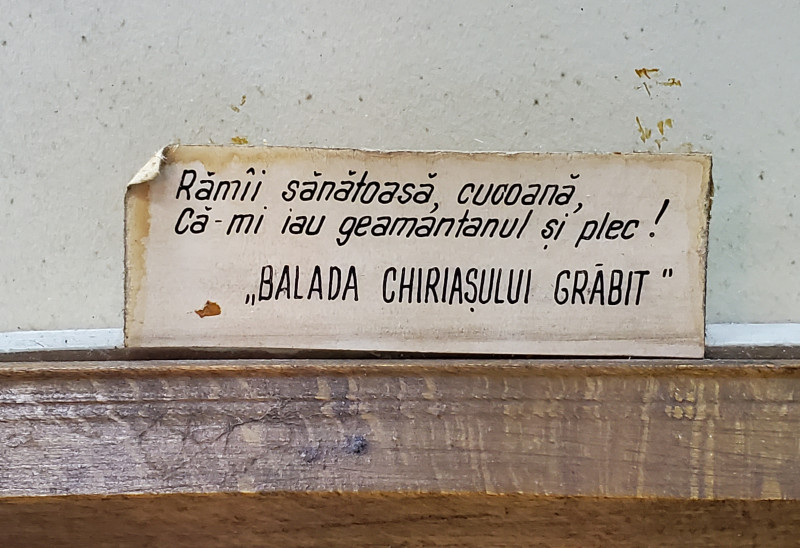 Rămîi sănătoasă, cucoană,
Că-mi iau geamantanul și plec!
„BALADA CHIRIAȘULUI GRĂBIT"